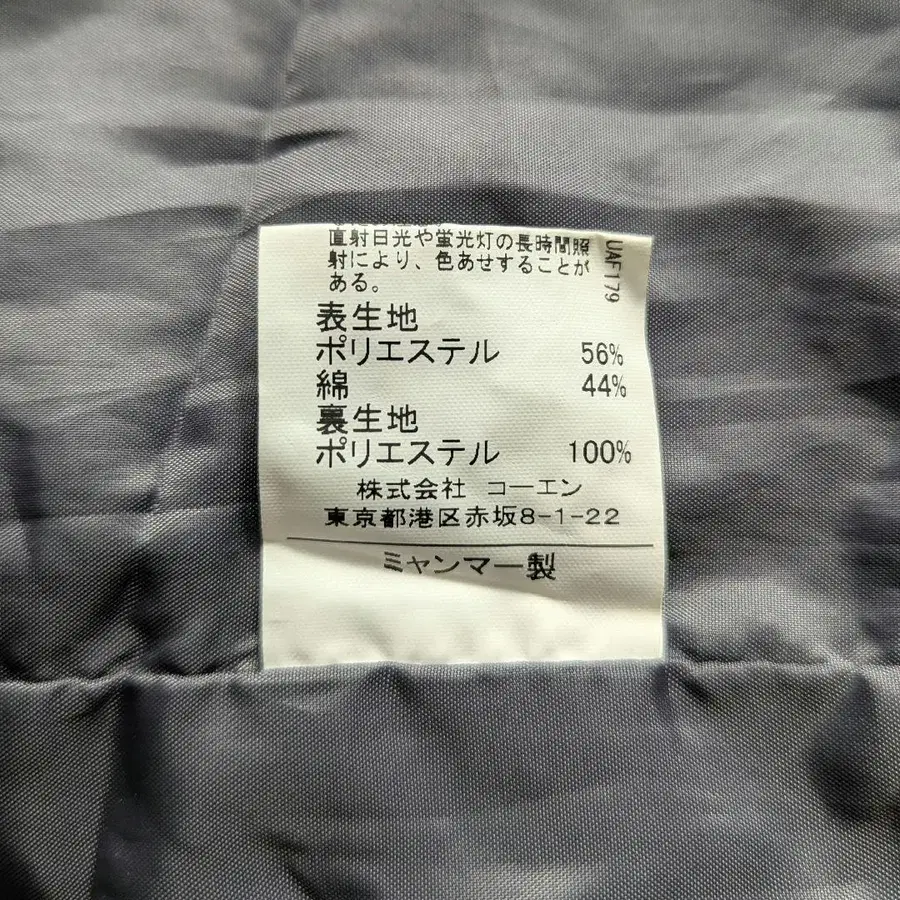 直射日光や蛍光灯の長時間照
射により、色あせすることが
ある。
UAF179
表生地
ポリエステル 56%
綿 44%
裏生地
ポリエステル 100%
株式会社 コーエン
東京都港区赤坂8-1-22
ミャンマー製